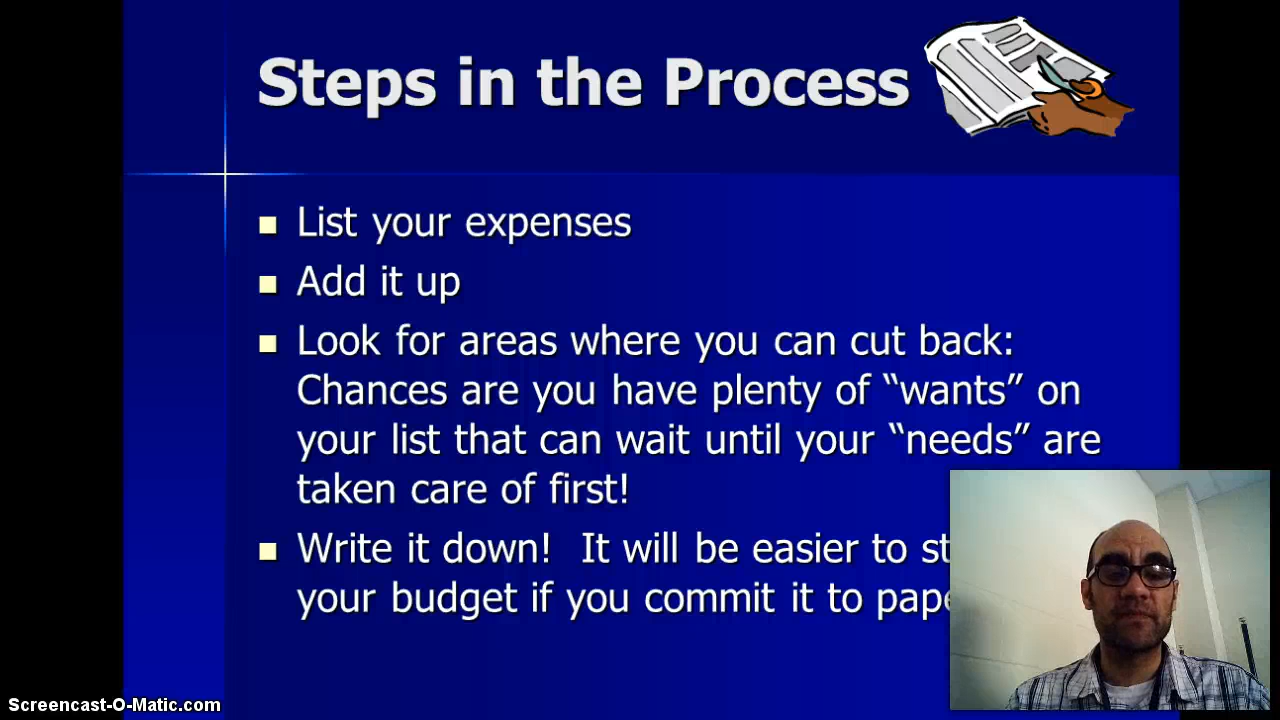 Steps in the Process
List your expenses
Add it up
Look for areas where you can cut back:
Chances are you have plenty of “wants” on
your list that can wait until your “needs” are
taken care of first!
Write it down!  It will be easier to
your budget if you commit it to
Screencast-O-Matic.com